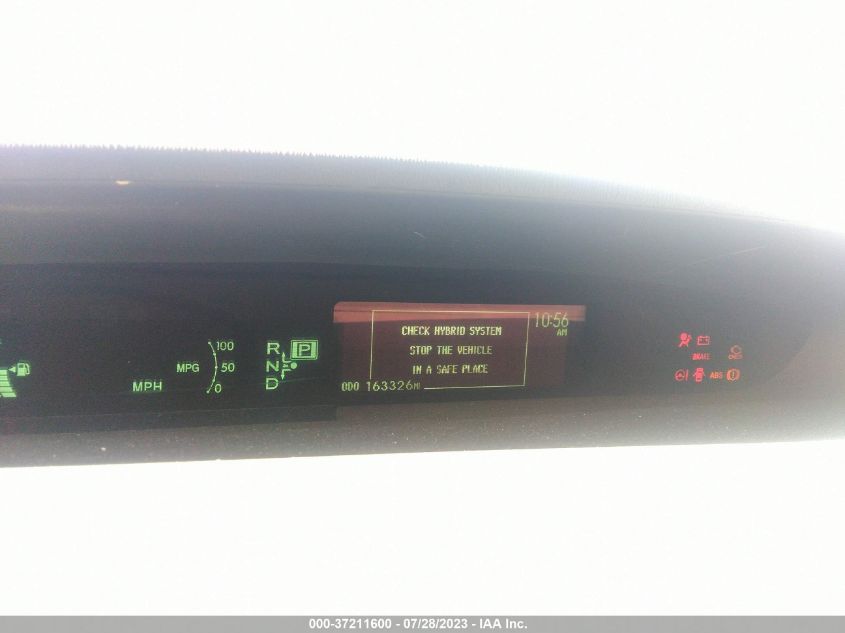 100
MPG 50
0
MPH
R P
N
D
CHECK HYBRID SYSTEM
STOP THE VEHICLE
IN A SAFE PLACE
10:56
AM
ODO 163326MI
BRAKE
CHECK
ABS
000-37211600 - 07/28/2023 - IAA Inc.